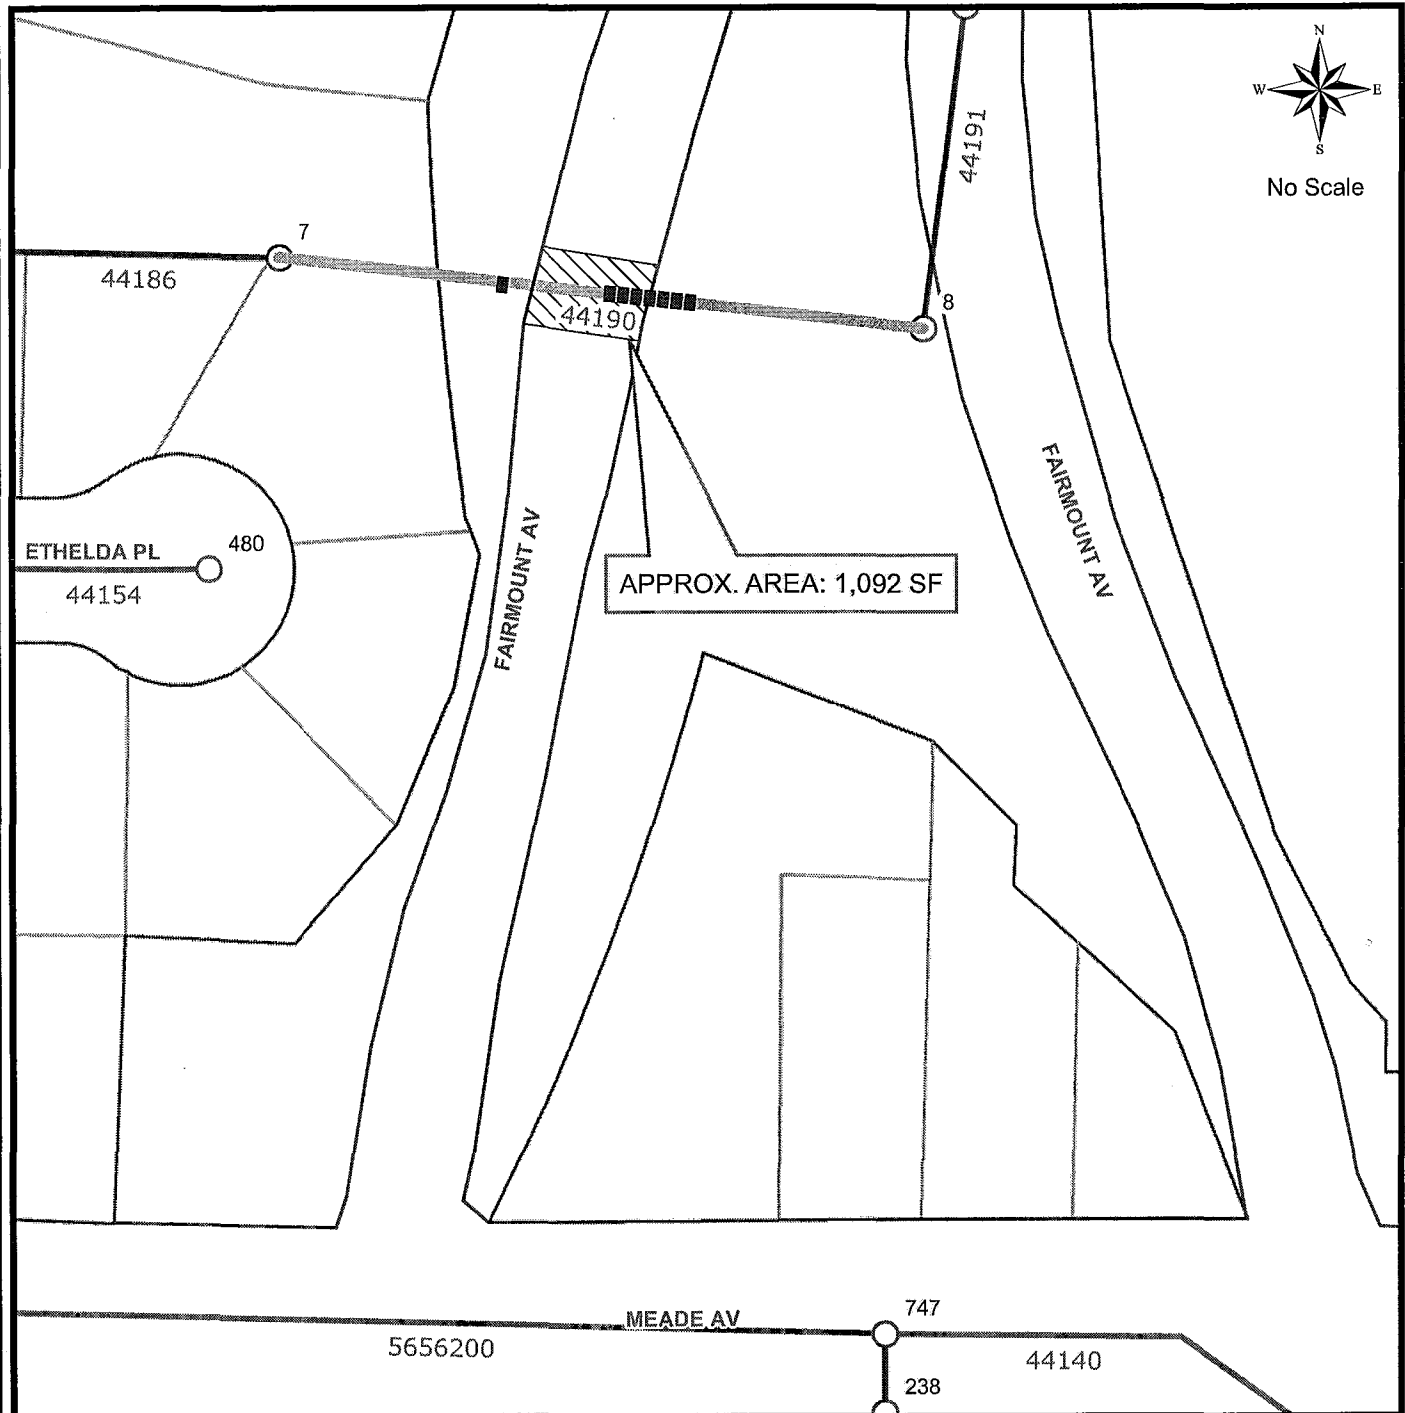 N
W E
S
No Scale
44191
7
44186
8
44190
FAIRMOUNT AV
FAIRMOUNT AV
ETHELDA PL
480
44154
APPROX. AREA: 1,092 SF
747
MEADE AV
5656200
44140
238